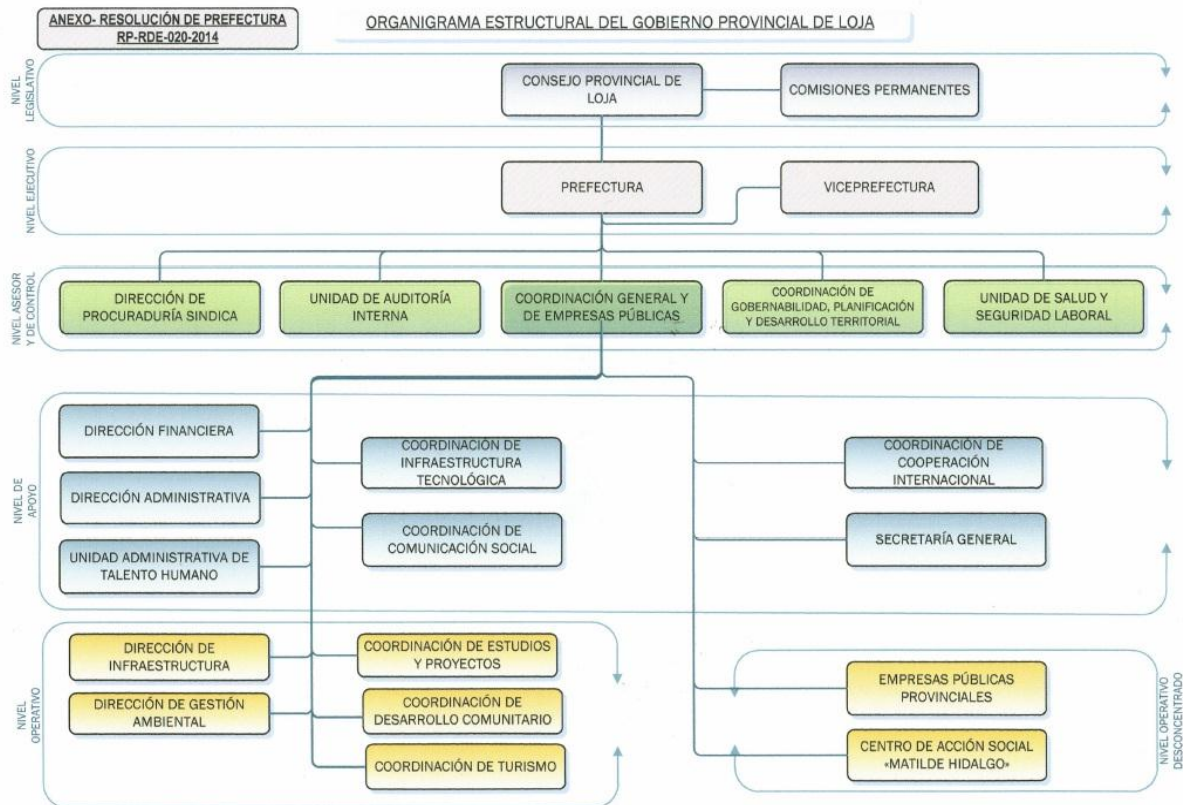 ANEXO- RESOLUCIÓN DE PREFECTURA
RP-RDE-020-2014
ORGANIGRAMA ESTRUCTURAL DEL GOBIERNO PROVINCIAL DE LOJA
NIVEL
LEGISLATIVO
CONSEJO PROVINCIAL DE
LOJA
COMISIONES PERMANENTES
NIVEL EJECUTIVO
PREFECTURA
VICEPREFECTURA
NIVEL ASESOR
Y DE CONTROL
DIRECCIÓN DE
PROCURADURÍA SINDICA
UNIDAD DE AUDITORÍA
INTERNA
COORDINACIÓN GENERAL Y
DE EMPRESAS PÚBLICAS
COORDINACIÓN DE
GOBERNABILIDAD, PLANIFICACIÓN
Y DESARROLLO TERRITORIAL
UNIDAD DE SALUD Y
SEGURIDAD LABORAL
NIVEL DE
APOYO
DIRECCIÓN FINANCIERA
DIRECCIÓN ADMINISTRATIVA
UNIDAD ADMINISTRATIVA DE
TALENTO HUMANO
COORDINACIÓN DE
INFRAESTRUCTURA
TECNOLÓGICA
COORDINACIÓN DE
COMUNICACIÓN SOCIAL
COORDINACIÓN DE
COOPERACIÓN
INTERNACIONAL
SECRETARÍA GENERAL
NIVEL
OPERATIVO
DIRECCIÓN DE
INFRAESTRUCTURA
DIRECCIÓN DE GESTIÓN
AMBIENTAL
COORDINACIÓN DE ESTUDIOS
Y PROYECTOS
COORDINACIÓN DE
DESARROLLO COMUNITARIO
COORDINACIÓN DE TURISMO
EMPRESAS PÚBLICAS
PROVINCIALES
CENTRO DE ACCIÓN SOCIAL
«MATILDE HIDALGO»
NIVEL OPERATIVO
DESCONCENTRADO